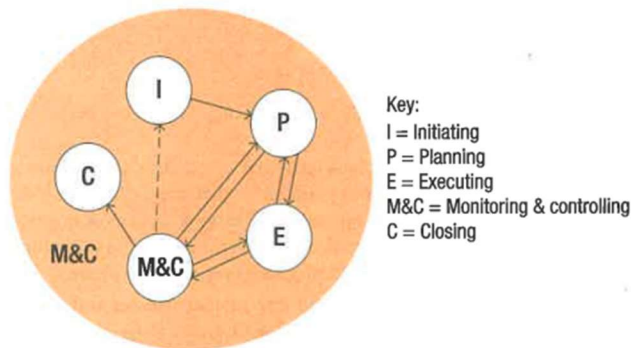 I
P
C
E
M&C
M&C
Key:
I = Initiating
P = Planning
E = Executing
M&C = Monitoring & controlling
C = Closing